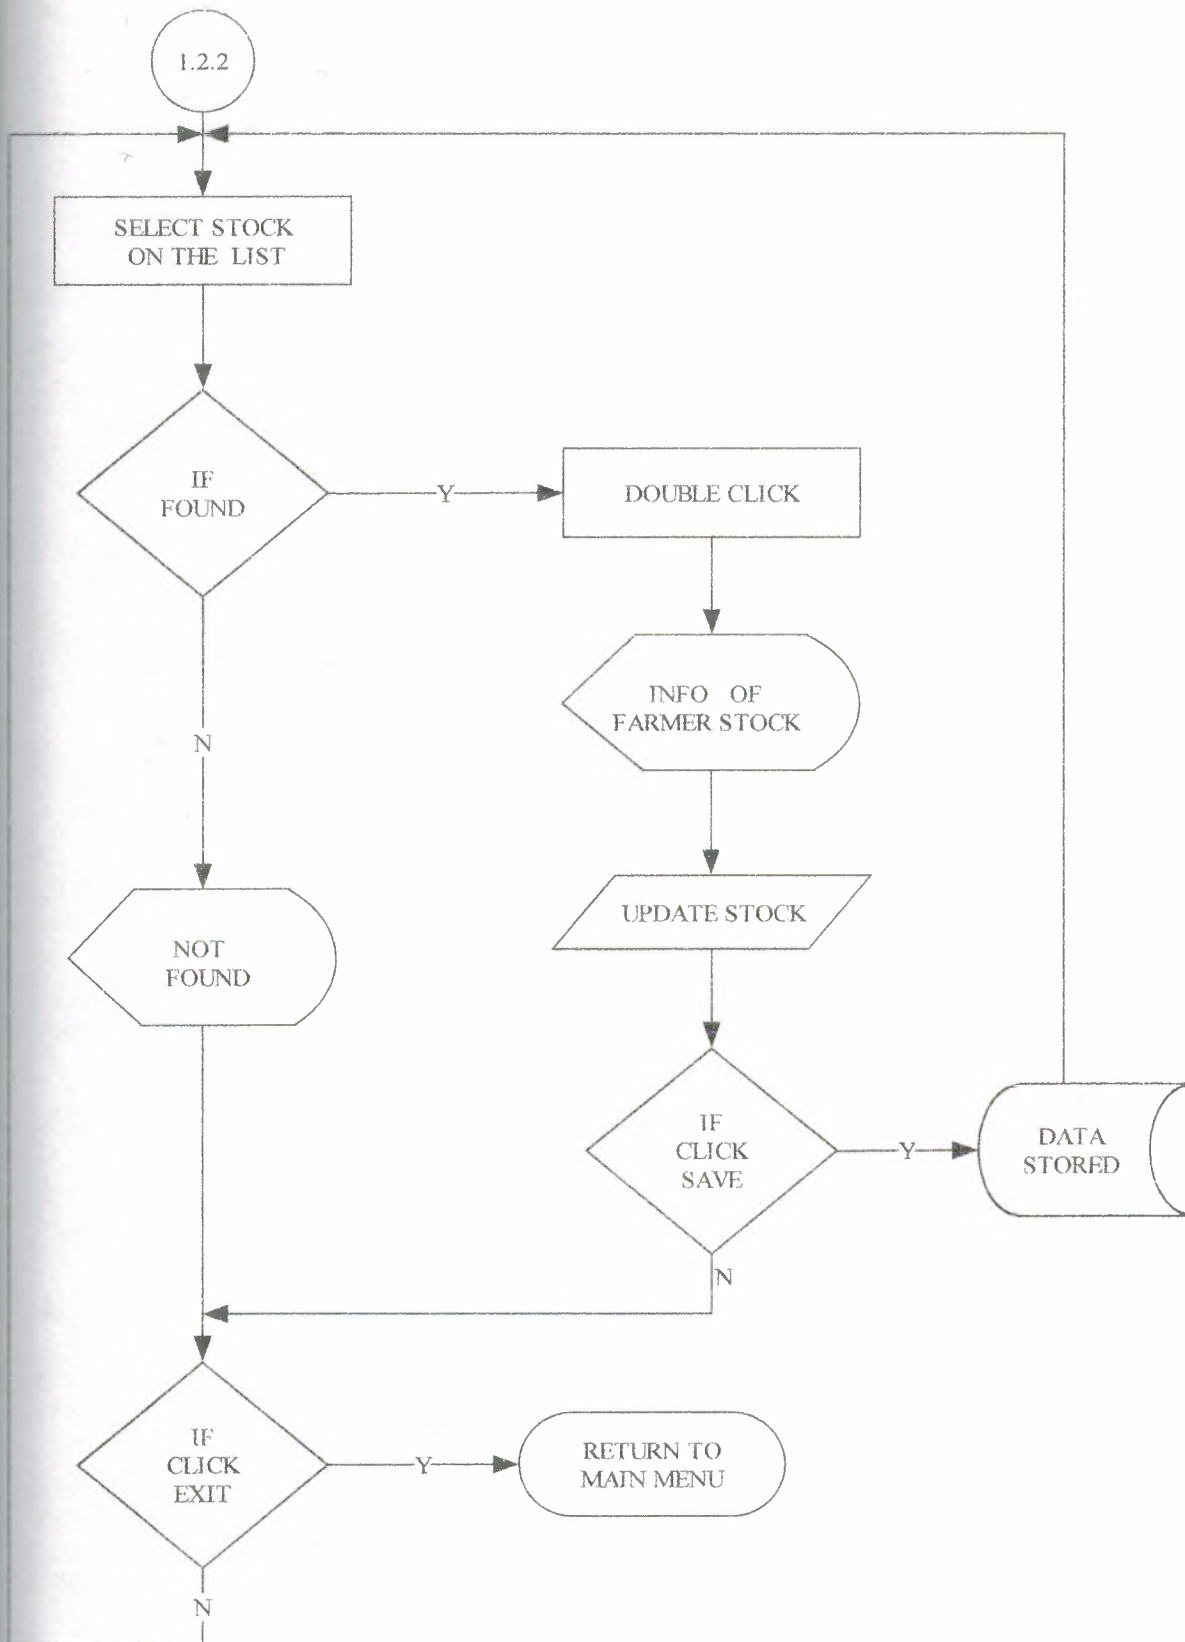 1.2.2
SELECT STOCK
ON THE LIST
IF
FOUND
Y
DOUBLE CLICK
INFO OF
FARMER STOCK
N
UPDATE STOCK
NOT
FOUND
IF
CLICK
SAVE
Y
DATA
STORED
N
IF
CLICK
EXIT
Y
RETURN TO
MAIN MENU
N